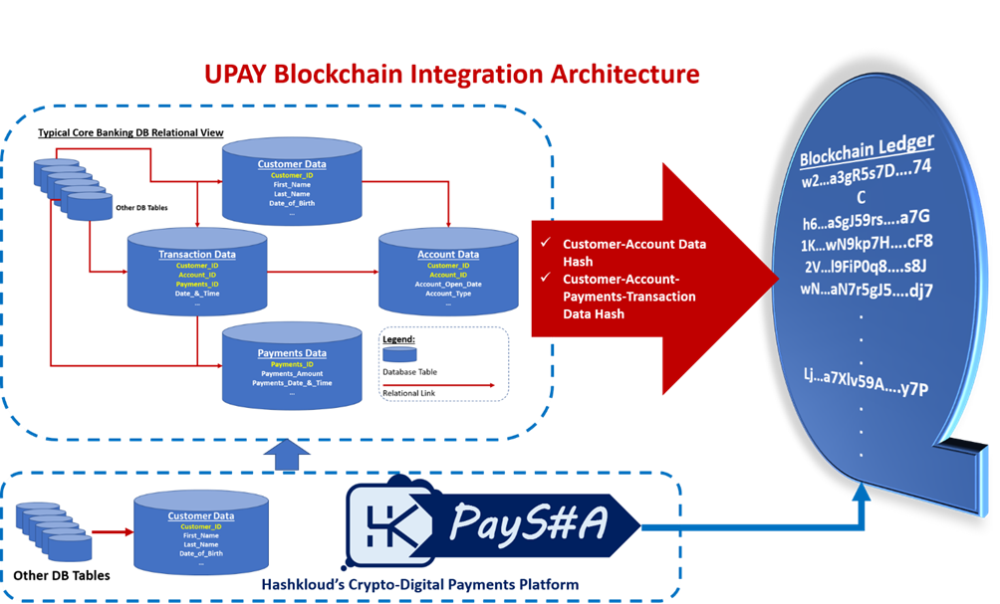 UPAY Blockchain Integration Architecture
Typical Core Banking DB Relational View
Other DB Tables
Customer Data
Customer_ID
First_Name
Last_Name
Date_of_Birth
...
Transaction Data
Customer_ID
Account_ID
Payments_ID
Date_&_Time
...
Account Data
Customer_ID
Account_ID
Account_Open_Date
Account_Type
...
Payments Data
Payments_ID
Payments_Amount
Payments_Date_&_Time
...
Legend:
Database Table
Relational Link
✓ Customer-Account Data
Hash
✓ Customer-Account-
Payments-Transaction
Data Hash
Blockchain Ledger
w2...a3gR5s7D....74
C
h6...aSgJ59rs....a7G
1K...wN9kp7H....cF8
2V...l9FiP0q8....s8J
wN...aN7r5gJ5....dj7
.
.
.
Lj...a7Xlv59A....y7P
.
.
.
Other DB Tables
Customer Data
Customer_ID
First_Name
Last_Name
Date_of_Birth
...
HK
PayS#A
Hashkloud's Crypto-Digital Payments Platform